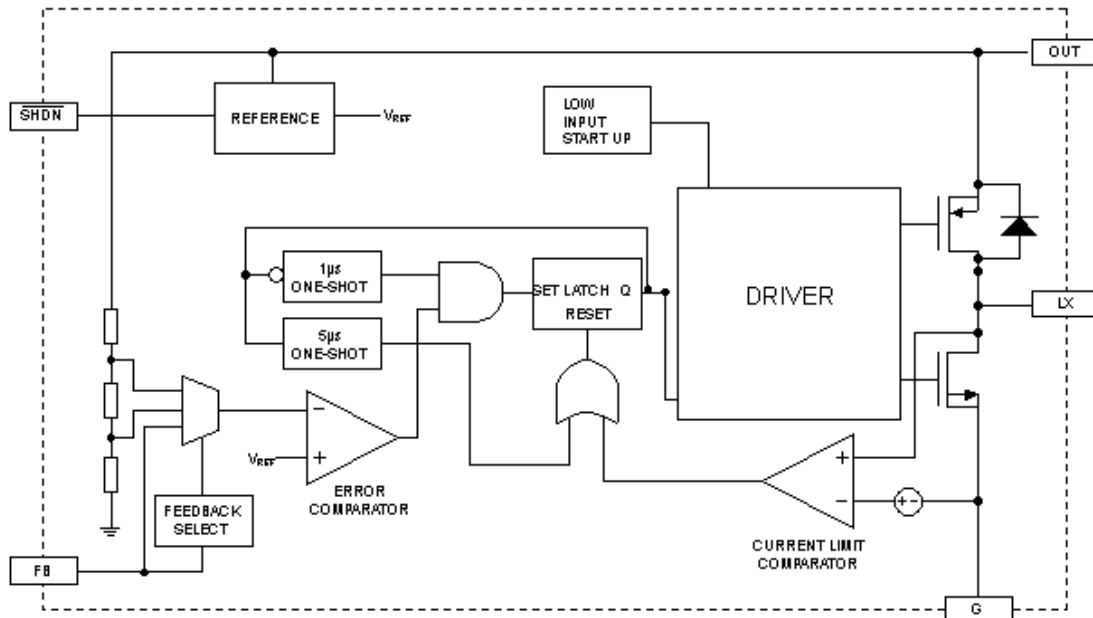 OUT
SHDN
REFERENCE
VREF
LOW
INPUT
START UP
1µs
ONE-SHOT
SET LATCH Q
RESET
DRIVER
LX
5µs
ONE-SHOT
−
+
VREF
ERROR
COMPARATOR
+
−
+ −
FEEDBACK
SELECT
CURRENT LIMIT
COMPARATOR
FB
G